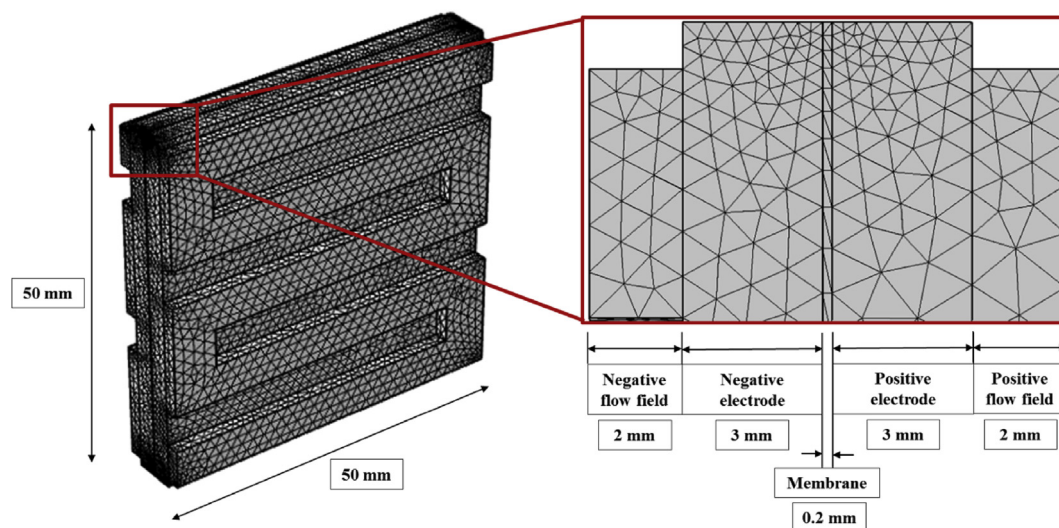 50 mm
50 mm
Negative
flow field
2 mm
Negative
electrode
3 mm
Positive
electrode
3 mm
Positive
flow field
2 mm
Membrane
0.2 mm